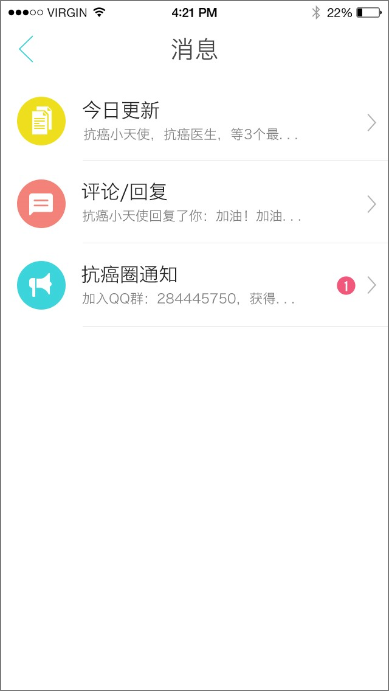 VIRGIN 4:21 PM 22%
消息
今日更新
抗癌小天使，抗癌医生，等3个最...
评论/回复
抗癌小天使回复了你：加油！加油...
抗癌圈通知
加入QQ群：284445750，获得...
1